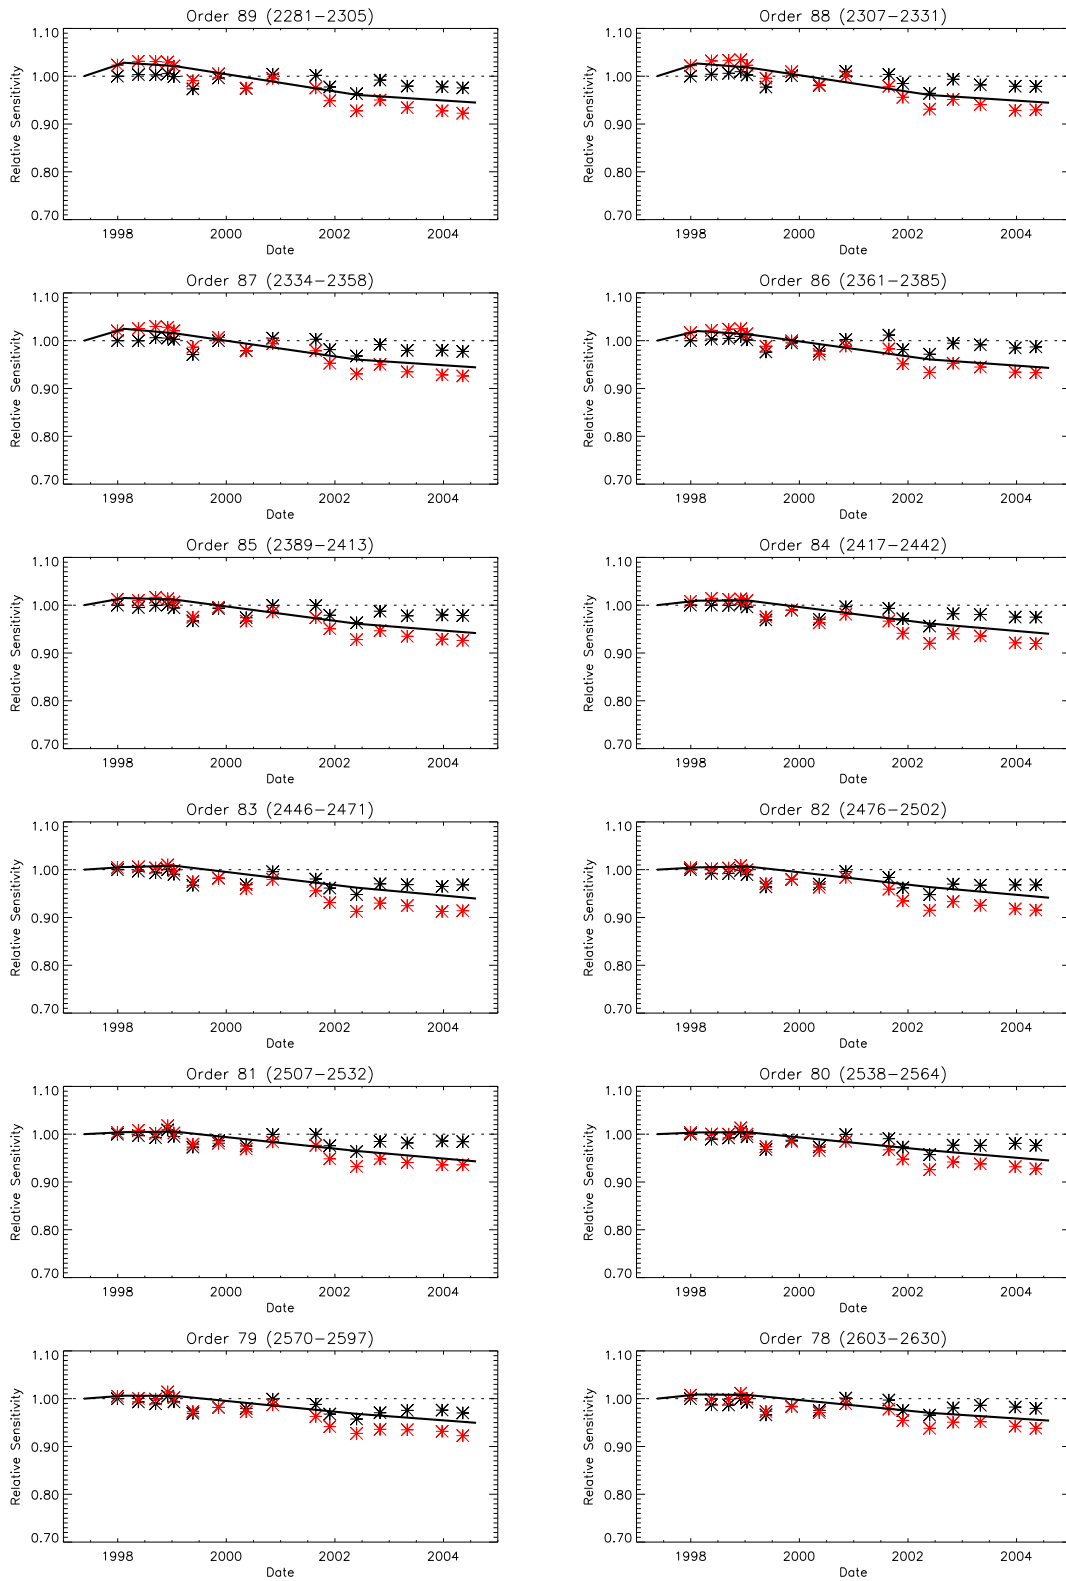 Order 89 (2281−2305)
1.10
1.00
0.90
0.80
0.70
Relative Sensitivity
1998 2000 2002 2004
Date
Order 88 (2307−2331)
1.10
1.00
0.90
0.80
0.70
Relative Sensitivity
1998 2000 2002 2004
Date
Order 87 (2334−2358)
1.10
1.00
0.90
0.80
0.70
Relative Sensitivity
1998 2000 2002 2004
Date
Order 86 (2361−2385)
1.10
1.00
0.90
0.80
0.70
Relative Sensitivity
1998 2000 2002 2004
Date
Order 85 (2389−2413)
1.10
1.00
0.90
0.80
0.70
Relative Sensitivity
1998 2000 2002 2004
Date
Order 84 (2417−2442)
1.10
1.00
0.90
0.80
0.70
Relative Sensitivity
1998 2000 2002 2004
Date
Order 83 (2446−2471)
1.10
1.00
0.90
0.80
0.70
Relative Sensitivity
1998 2000 2002 2004
Date
Order 82 (2476−2502)
1.10
1.00
0.90
0.80
0.70
Relative Sensitivity
1998 2000 2002 2004
Date
Order 81 (2507−2532)
1.10
1.00
0.90
0.80
0.70
Relative Sensitivity
1998 2000 2002 2004
Date
Order 80 (2538−2564)
1.10
1.00
0.90
0.80
0.70
Relative Sensitivity
1998 2000 2002 2004
Date
Order 79 (2570−2597)
1.10
1.00
0.90
0.80
0.70
Relative Sensitivity
1998 2000 2002 2004
Date
Order 78 (2603−2630)
1.10
1.00
0.90
0.80
0.70
Relative Sensitivity
1998 2000 2002 2004
Date